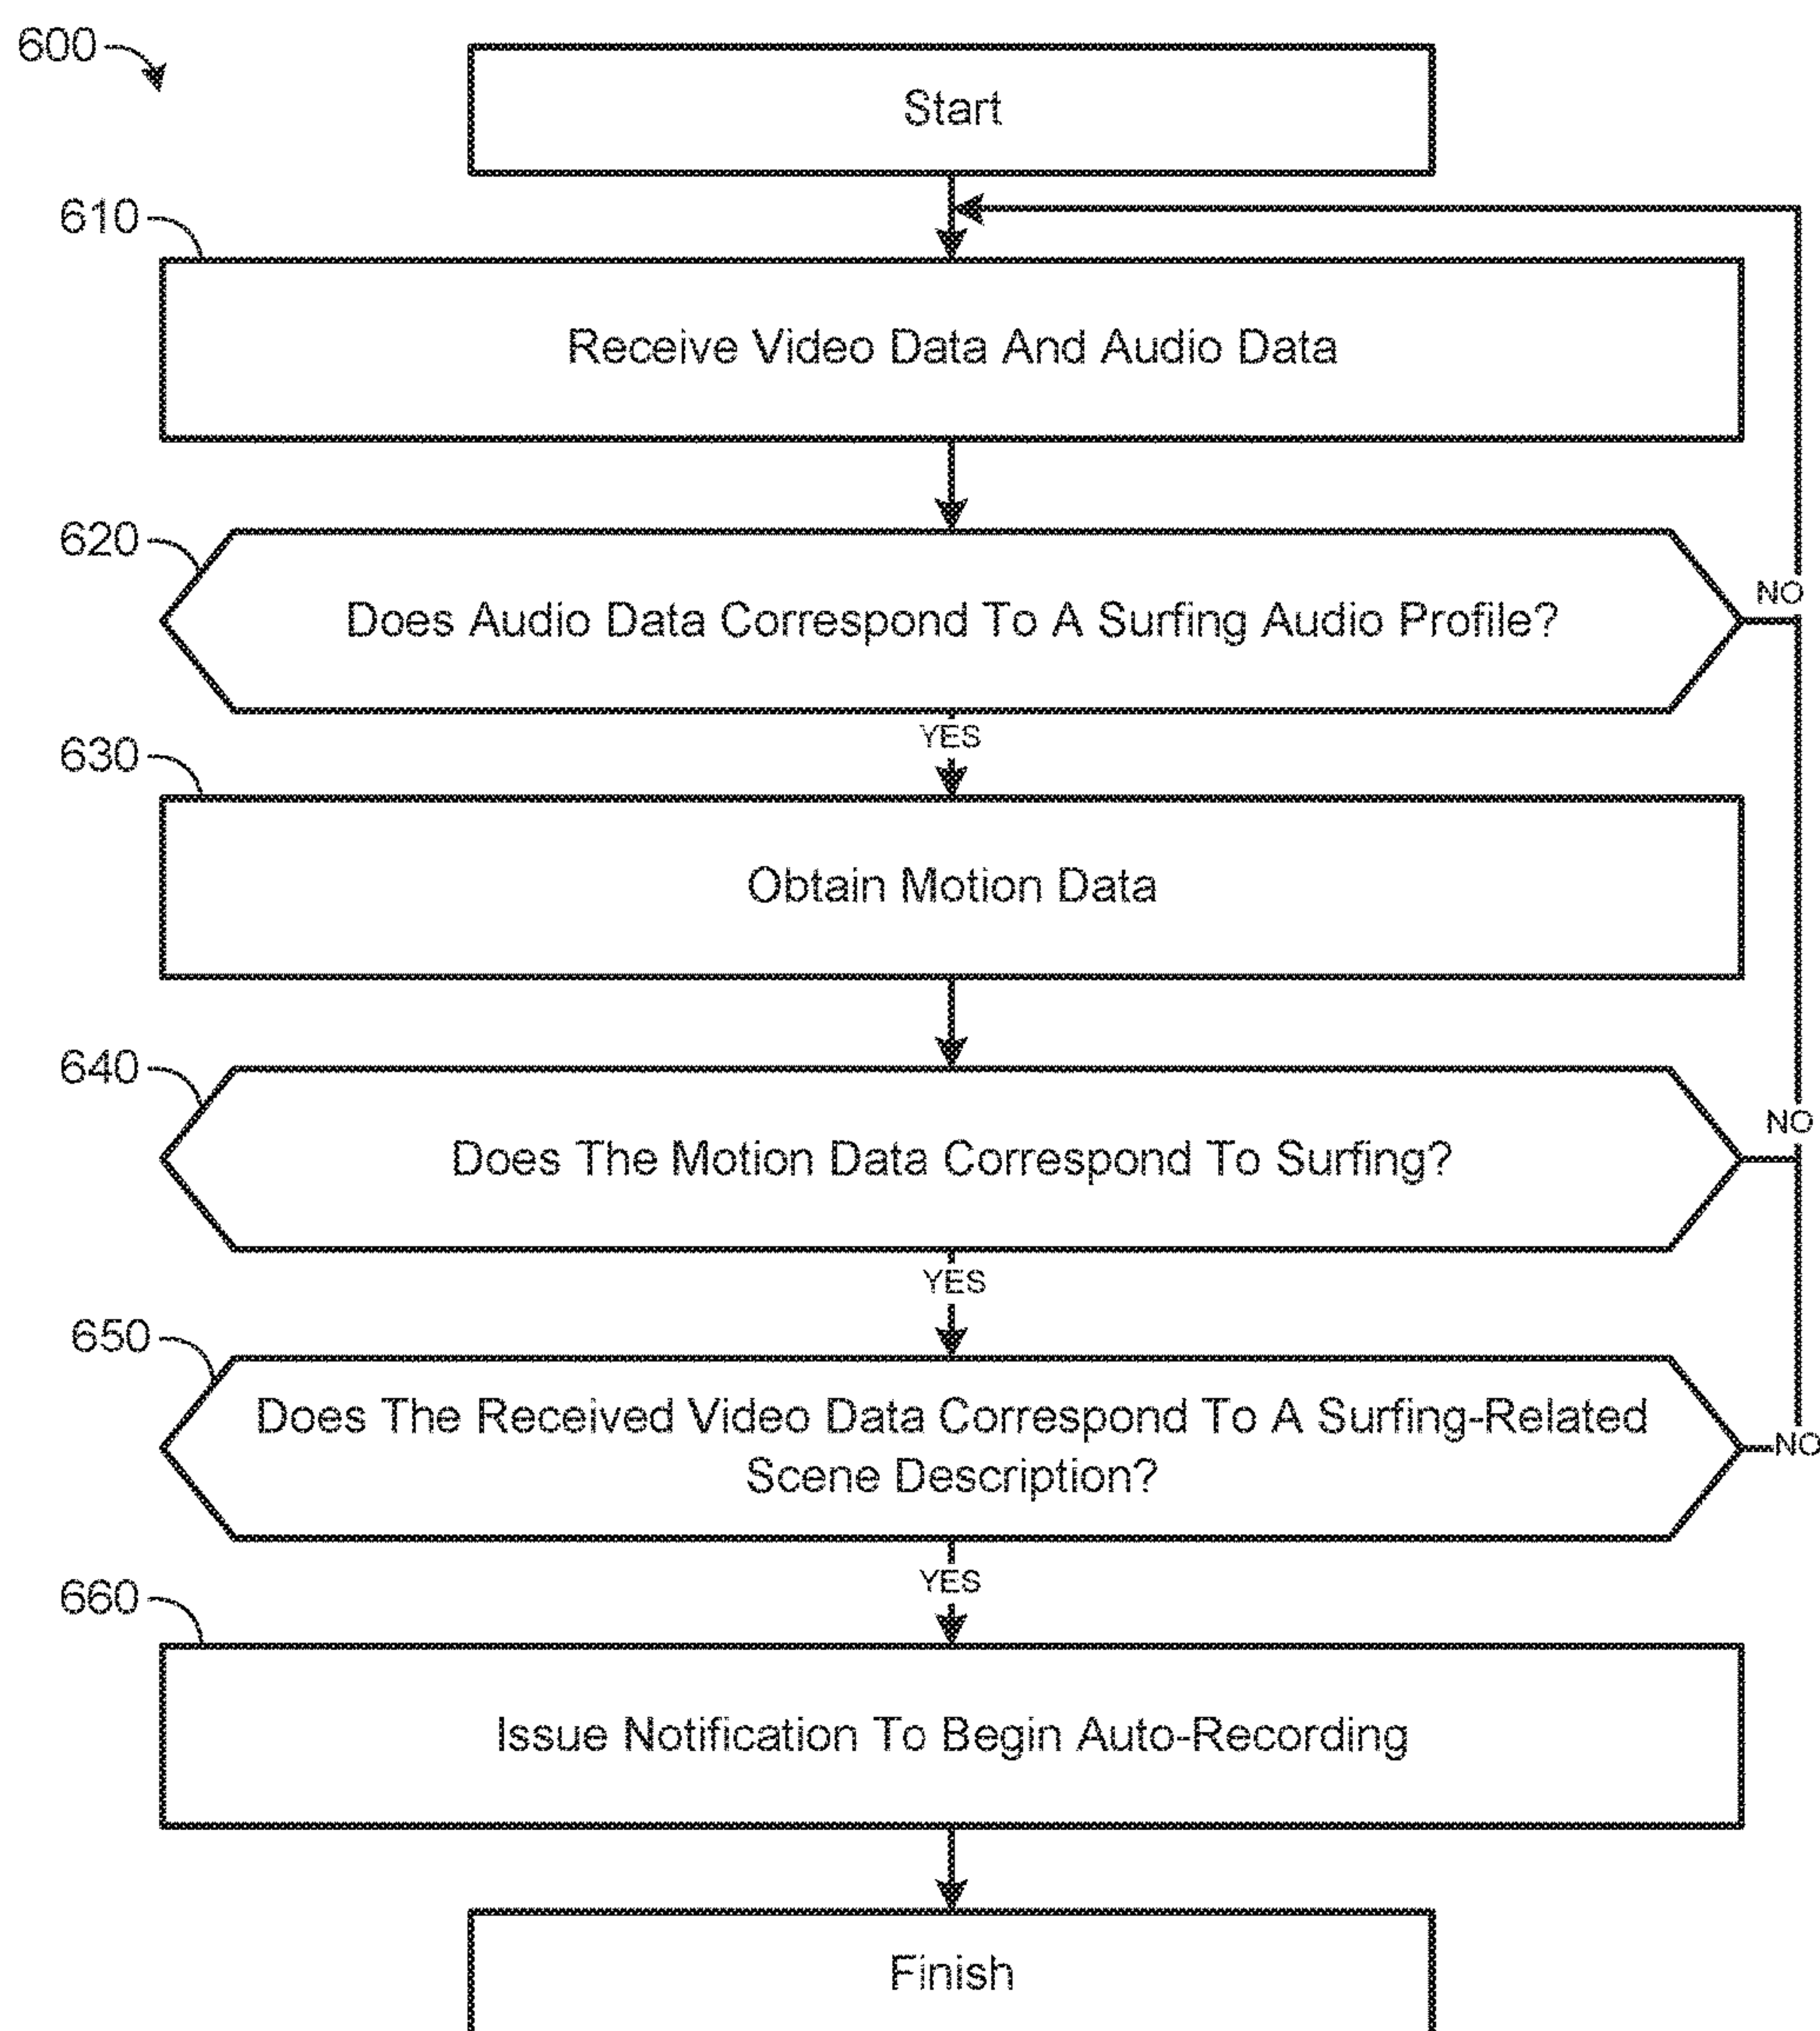 600
Start
610
Receive Video Data And Audio Data
620
Does Audio Data Correspond To A Surfing Audio Profile?
NO
YES
630
Obtain Motion Data
640
Does The Motion Data Correspond To Surfing?
NO
YES
650
Does The Received Video Data Correspond To A Surfing-Related
Scene Description?
NO
YES
660
Issue Notification To Begin Auto-Recording
Finish